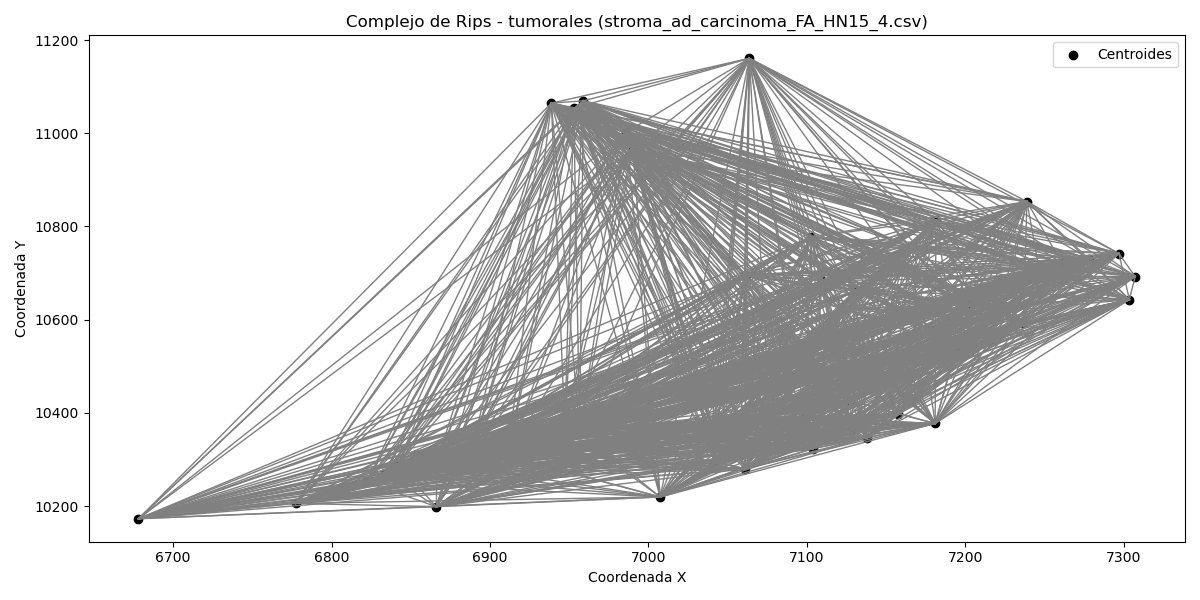 Complejo de Rips - tumorales (stroma_ad_carcinoma_FA_HN15_4.csv)
Centroides
Coordenada Y
11200
11000
10800
10600
10400
10200
6700 6800 6900 7000 7100 7200 7300
Coordenada X